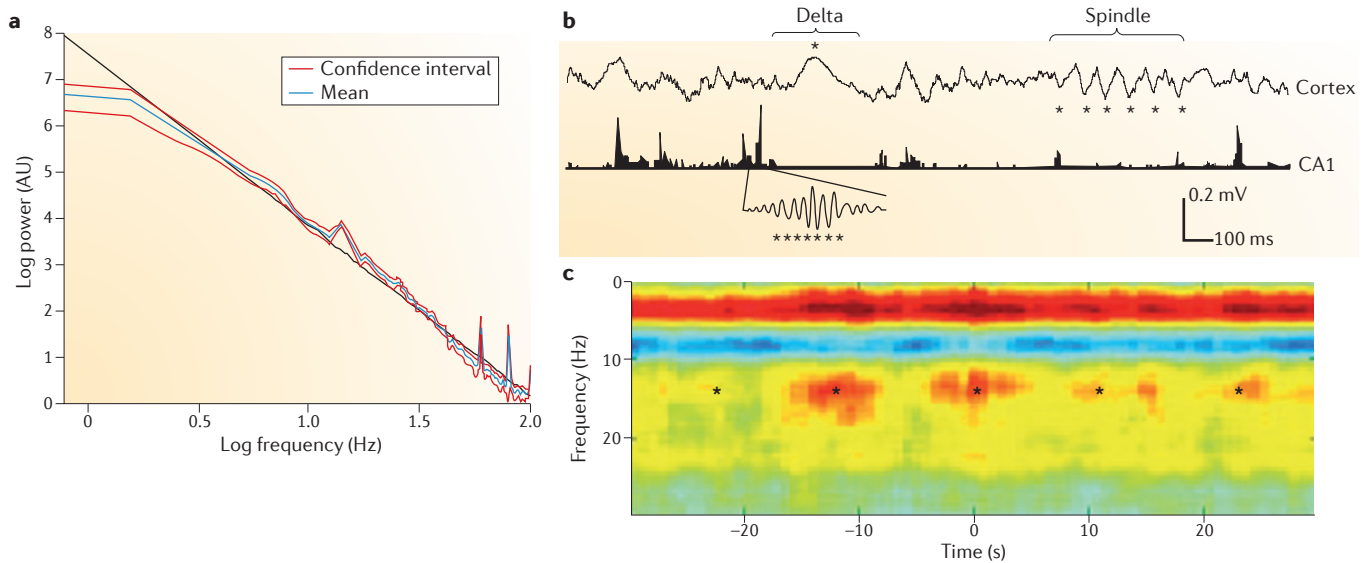 a
8
7
6
5
4
3
2
1
0
Log power (AU)
Confidence interval
Mean
0
0.5
1.0
1.5
2.0
Log frequency (Hz)
b
Delta
Spindle
*
Cortex
* * * * * *
CA1
*******
0.2 mV
100 ms
c
0
10
20
Frequency (Hz)
* * * * *
–20
–10
0
10
20
Time (s)